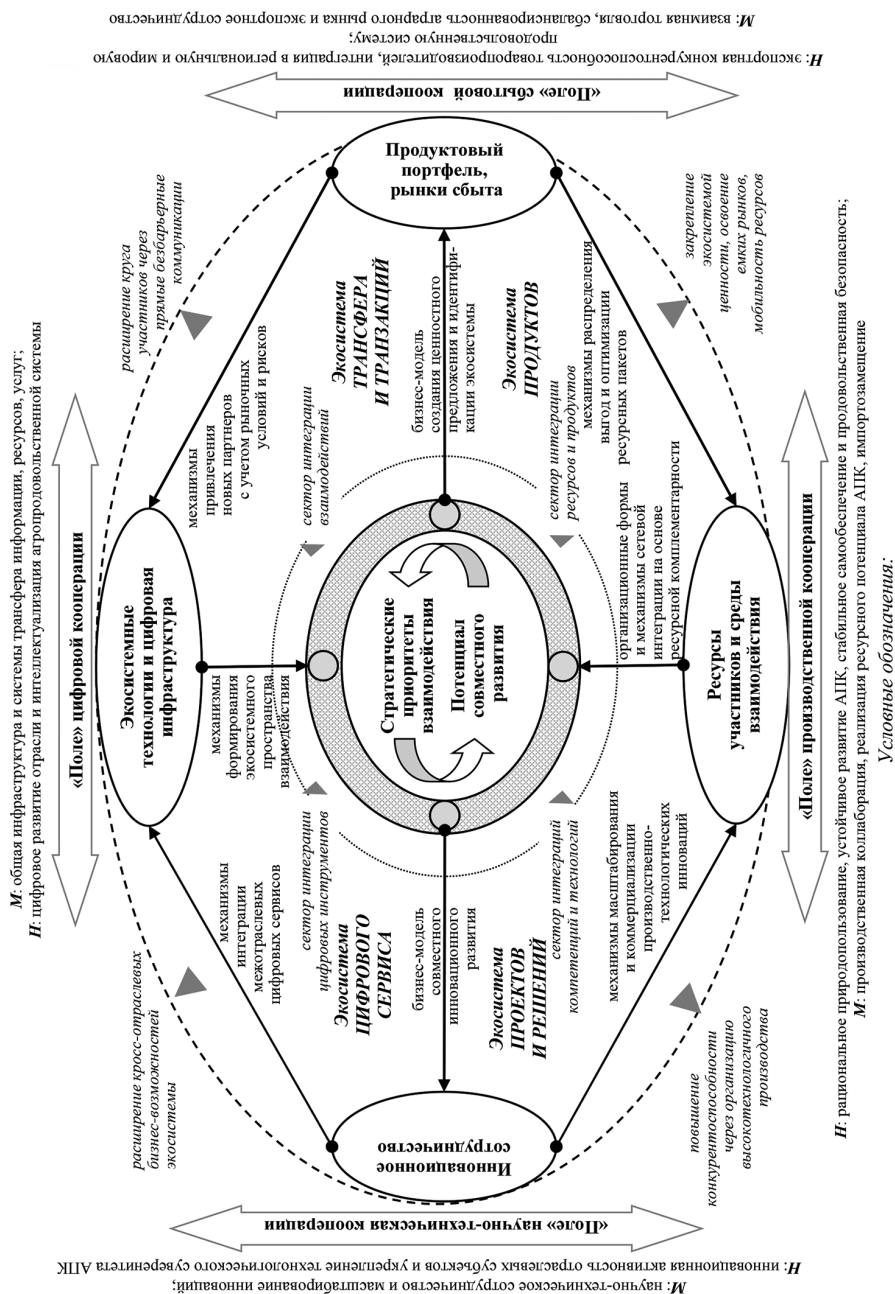 М: общая инфраструктура и системы трансфера информации, ресурсов, услуг;
Н: цифровое развитие отрасли и интеллектуализация агропродовольственной системы
«Поле» цифровой кооперации
расширение кросс-отраслевых
бизнес-возможностей
экосистемы
Экосистемные
технологии и цифровая
инфраструктура
расширение круга
участников через
прямые безбарьерные
коммуникации
механизмы
интеграции
межотраслевых
цифровых сервисов
механизмы
формирования
экосистемного
пространства
взаимодействия
механизмы
привлечения
новых партнеров
с учетом рыночных
условий и рисков
сектор интеграции
цифровых инструментов
сектор интеграции
взаимодействий
Экосистема
ЦИФРОВОГО
СЕРВИСА
Экосистема
ТРАНСФЕРА
И ТРАНЗАКЦИЙ
М: научно-техническое сотрудничество и масштабирование инноваций;
Н: инновационная активность отраслевых субъектов и укрепление технологического суверенитета АПК
«Поле» научно-техническая кооперации
Инновационное
сотрудничество
бизнес-модель
совместного
инновационного
развития
Стратегические
приоритеты
взаимодействия
Потенциал
совместного
развития
бизнес-модель
создания ценностного
предложения и идентифи-
кации экосистемы
Продуктовый
портфель,
рынки сбыта
«Поле» сбытовой кооперации
Н: экспортная конкурентоспособность товаропроизводителей, интеграция в региональную и мировую
продовольственную систему;
М: взаимная торговля, сбалансированность аграрного рынка и экспортное сотрудничество
Экосистема
ПРОЕКТОВ
И РЕШЕНИЙ
Экосистема
ПРОДУКТОВ
сектор интеграций
компетенций и технологий
сектор интеграции
ресурсов и продуктов
механизмы масштабирования
и коммерциализации
производственно-
технологических
инноваций
организационные формы
и механизмы сетевой
интеграции на основе
ресурсной комплементарности
механизмы распределения
выгод и оптимизации
ресурсных пакетов
повышение
конкурентоспособности
через организацию
высокотехнологичного
производства
Ресурсы
участников и среды
взаимодействия
закрепление
экосистемой
ценности, освоение
емких рынков,
мобильность ресурсов
«Поле» производственной кооперации
Н: рациональное природопользование, устойчивое развитие АПК, стабильное самообеспечение и продовольственная безопасность;
М: производственная коллаборация, реализация ресурсного потенциала АПК, импортозамещение
Условные обозначения: